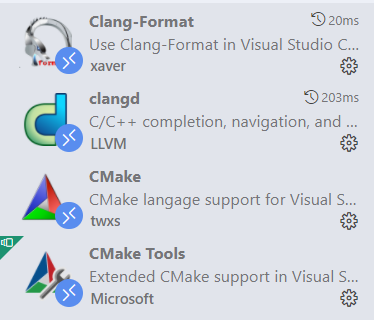 Clang-Format 20ms
Use Clang-Format in Visual Studio C...
xaver
clangd 203ms
C/C++ completion, navigation, and ...
LLVM
CMake
CMake langage support for Visual S...
twxs
CMake Tools
Extended CMake support in Visual S...
Microsoft